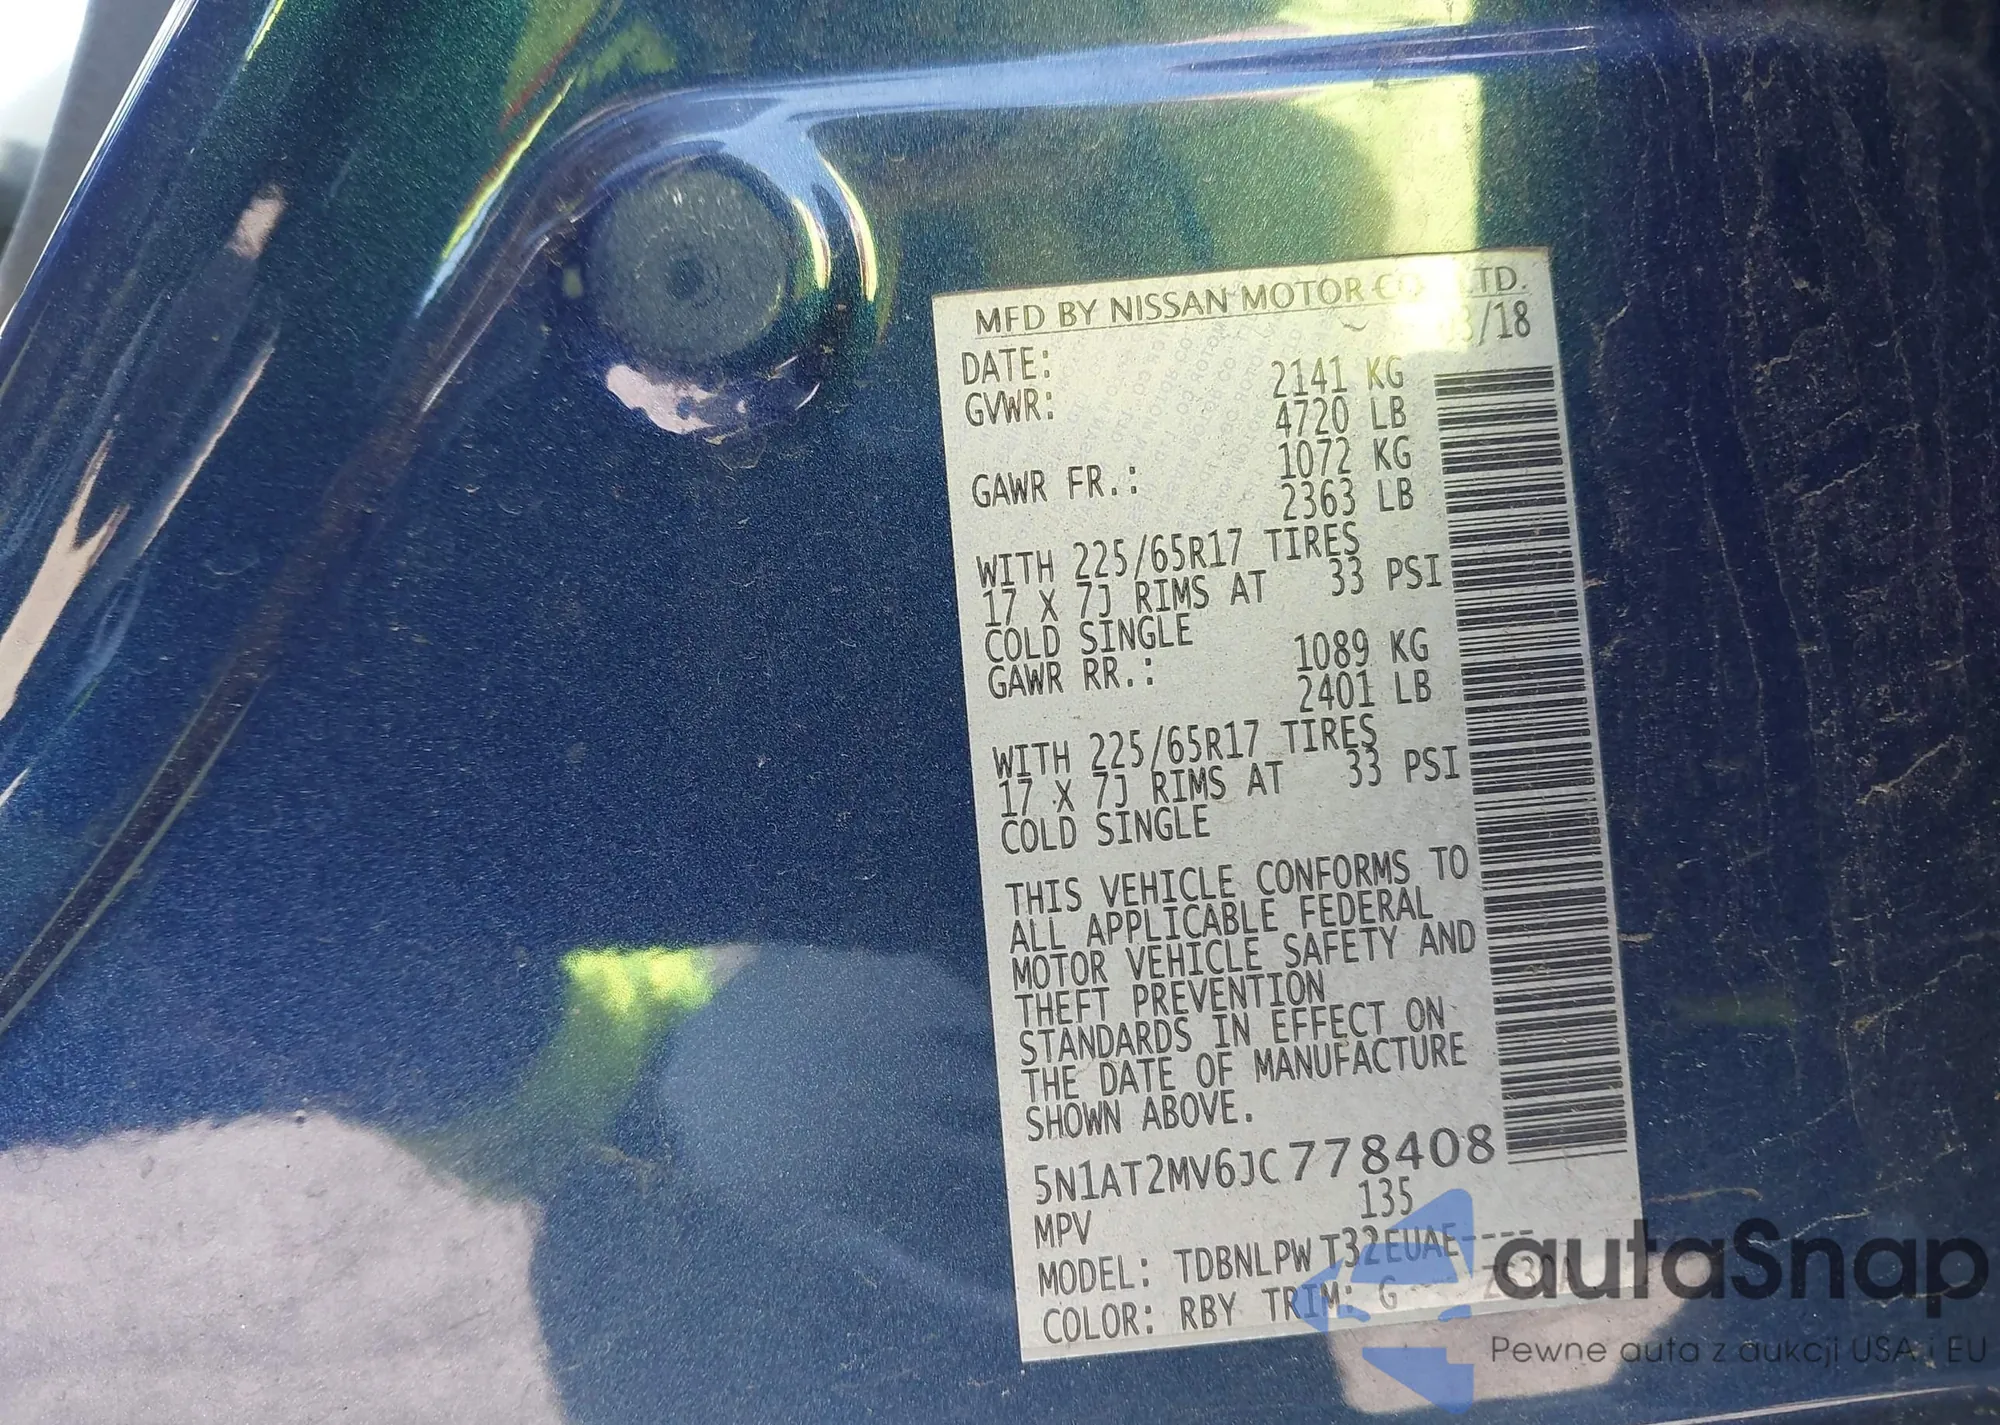 MFD BY NISSAN MOTOR CO., LTD.
DATE: /18
GVWR: 2141 KG
4720 LB
GAWR FR.: 1072 KG
2363 LB
WITH 225/65R17 TIRES
17 X 7J RIMS AT 33 PSI
COLD SINGLE
GAWR RR.: 1089 KG
2401 LB
WITH 225/65R17 TIRES
17 X 7J RIMS AT 33 PSI
COLD SINGLE
THIS VEHICLE CONFORMS TO
ALL APPLICABLE FEDERAL
MOTOR VEHICLE SAFETY AND
THEFT PREVENTION
STANDARDS IN EFFECT ON
THE DATE OF MANUFACTURE
SHOWN ABOVE.
5N1AT2MV6JC778408
MPV 135
MODEL: TDBNLPW T32EUAE----
COLOR: RBY TRIM: G
autaSnap
Pewne auta z aukcji USA i EU